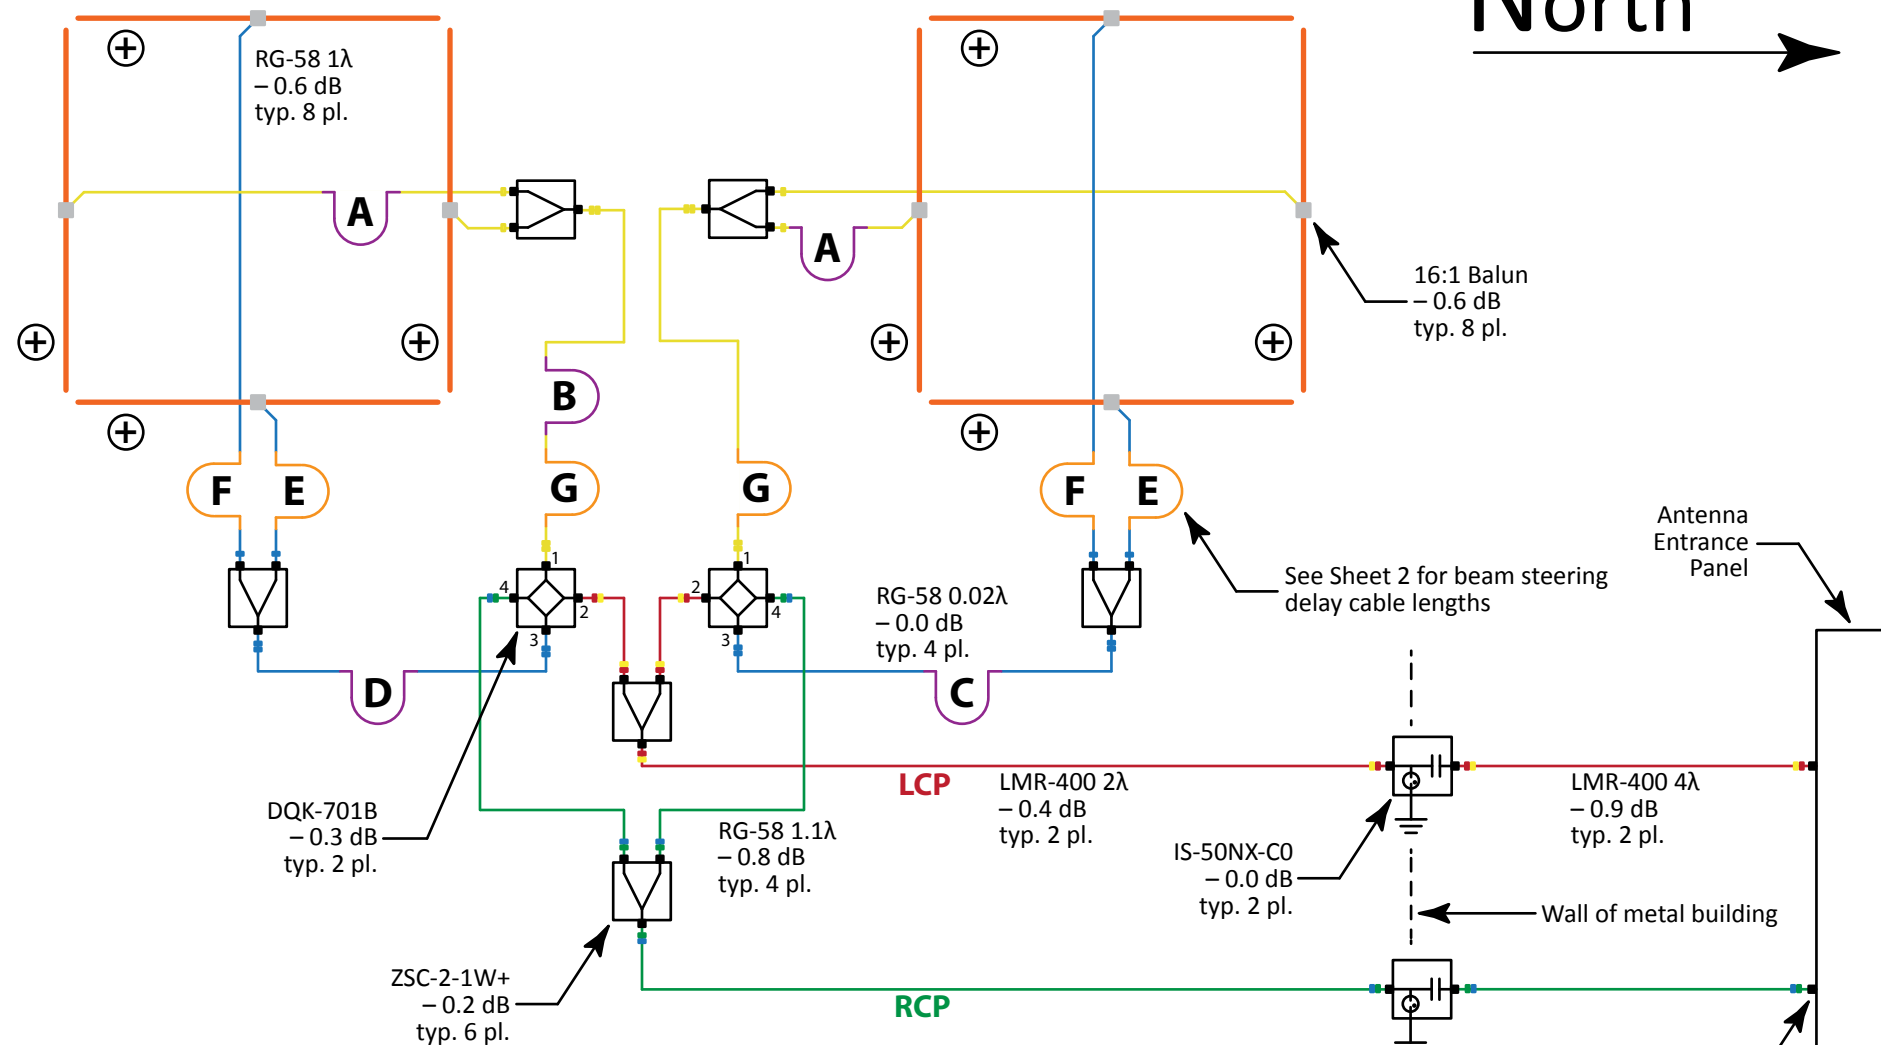 North
RG-58 1λ
– 0.6 dB
typ. 8 pl.
A
A
16:1 Balun
– 0.6 dB
typ. 8 pl.
B
F
E
G
G
F
E
Antenna
Entrance
Panel
See Sheet 2 for beam steering
delay cable lengths
1
4
2
3
1
2
4
3
RG-58 0.02λ
– 0.0 dB
typ. 4 pl.
D
C
LCP
LMR-400 2λ
– 0.4 dB
typ. 2 pl.
LMR-400 4λ
– 0.9 dB
typ. 2 pl.
DQK-701B
– 0.3 dB
typ. 2 pl.
RG-58 1.1λ
– 0.8 dB
typ. 4 pl.
IS-50NX-C0
– 0.0 dB
typ. 2 pl.
Wall of metal building
ZSC-2-1W+
– 0.2 dB
typ. 6 pl.
RCP